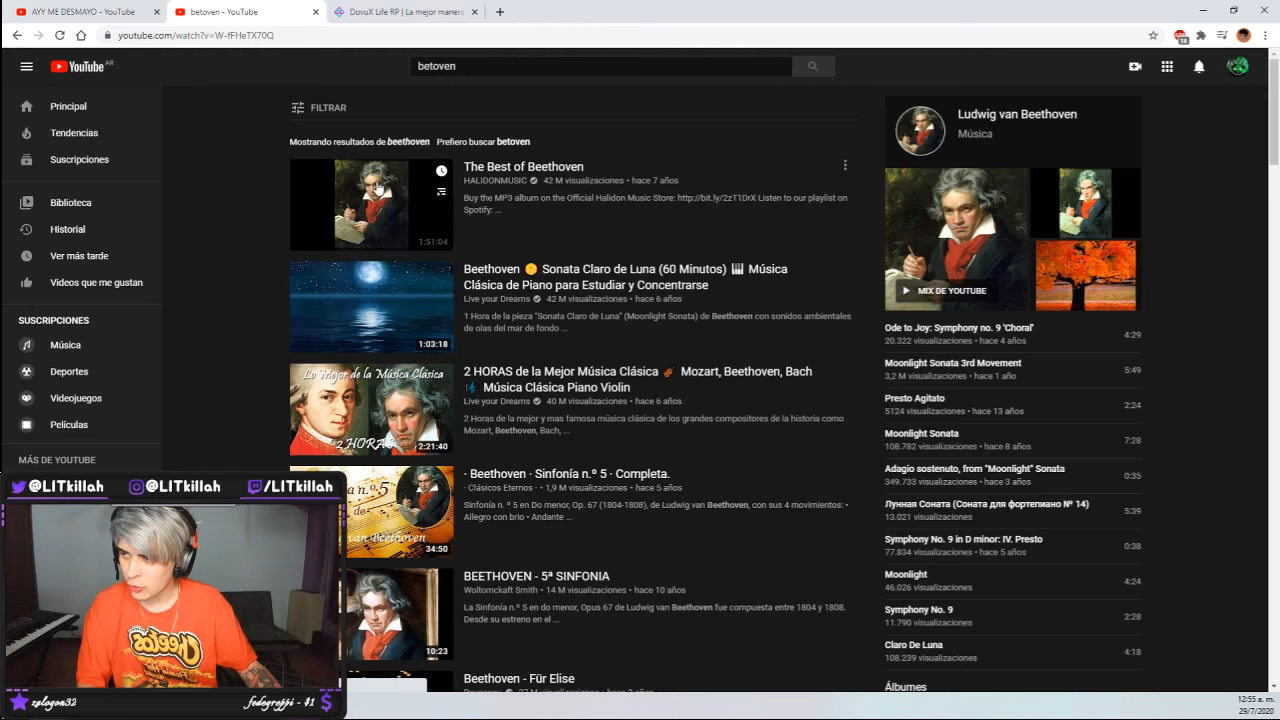 AYY ME DESMAYO - YouTube
betoven - YouTube
DovuX Life RP | La mejor manera
youtube.com/watch?v=W-fFHeTX70Q
18
YouTube AR
betoven
Principal
Tendencias
Suscripciones
Biblioteca
Historial
Ver más tarde
Videos que me gustan
SUSCRIPCIONES
Música
Deportes
Videojuegos
Películas
MÁS DE YOUTUBE
FILTRAR
Mostrando resultados de beethoven Prefiero buscar betoven
The Best of Beethoven
HALIDONMUSIC 42 M visualizaciones • hace 7 años
Buy the MP3 album on the Official Halidon Music Store: http://bit.ly/2zT1DrX Listen to our playlist on
Spotify: ...
1:51:04
Beethoven Sonata Claro de Luna (60 Minutos) Música
Clásica de Piano para Estudiar y Concentrarse
Live your Dreams 42 M visualizaciones • hace 6 años
1 Hora de la pieza "Sonata Claro de Luna" (Moonlight Sonata) de Beethoven con sonidos ambientales
de olas del mar de fondo ...
1:03:18
Lo Mejor de la Música Clásica
2 HORAS
2:21:40
2 HORAS de la Mejor Música Clásica Mozart, Beethoven, Bach
Música Clásica Piano Violin
Live your Dreams 40 M visualizaciones • hace 6 años
2 Horas de la mejor y mas famosa música clásica de los grandes compositores de la historia como
Mozart, Beethoven, Bach, ...
a n.º5
de
van Beethoven
34:50
· Beethoven · Sinfonía n.º 5 · Completa.
· Clásicos Eternos · • 1,9 M visualizaciones • hace 5 años
Sinfonía n. º 5 en Do menor, Op. 67 (1804-1808), de Ludwig van Beethoven, con sus 4 movimientos: •
Allegro con brio • Andante ...
BEETHOVEN - 5ª SINFONIA
Woltomckaft Smith • 14 M visualizaciones • hace 10 años
La Sinfonía n.º 5 en do menor, Opus 67 de Ludwig van Beethoven fue compuesta entre 1804 y 1808.
Desde su estreno en el ...
10:23
Beethoven - Für Elise
Ludwig van Beethoven
Música
MIX DE YOUTUBE
Ode to Joy: Symphony no. 9 'Choral'
20.322 visualizaciones • hace 4 años
4:29
Moonlight Sonata 3rd Movement
3,2 M visualizaciones • hace 1 año
5:49
Presto Agitato
5124 visualizaciones • hace 13 años
2:24
Moonlight Sonata
108.782 visualizaciones • hace 8 años
7:28
Adagio sostenuto, from "Moonlight" Sonata
349.733 visualizaciones • hace 3 años
0:35
Лунная Соната (Соната для фортепиано № 14)
13.021 visualizaciones
5:39
Symphony No. 9 in D minor: IV. Presto
77.834 visualizaciones • hace 5 años
0:38
Moonlight
46.026 visualizaciones
4:24
Symphony No. 9
11.790 visualizaciones
2:28
Claro De Luna
108.239 visualizaciones
4:18
Álbumes
@LITkillah @LITkillah /LITkillah
zalogon32
fedegreppi - 41
12:55 a. m.
29/7/2020